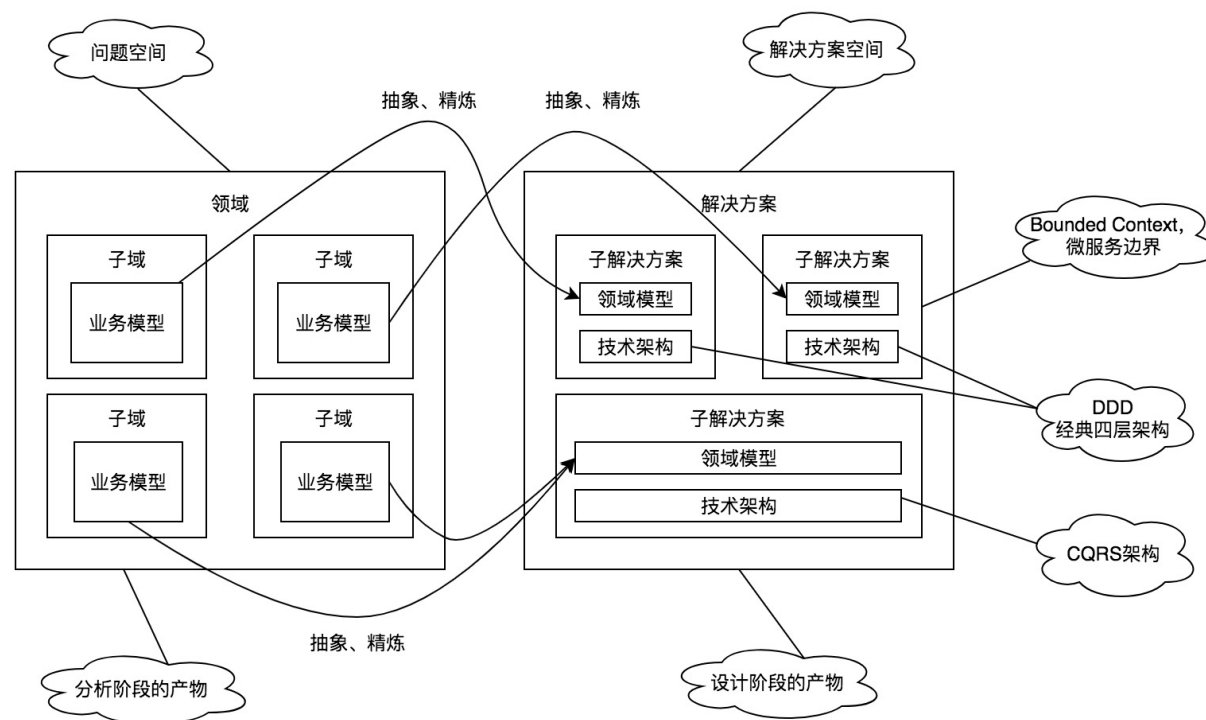 问题空间
解决方案空间
抽象、精炼
抽象、精炼
领域
解决方案
Bounded Context,
微服务边界
子域
子域
业务模型
业务模型
子解决方案
子解决方案
领域模型
领域模型
技术架构
技术架构
子域
子域
业务模型
业务模型
子解决方案
领域模型
技术架构
DDD
经典四层架构
CQRS架构
抽象、精炼
分析阶段的产物
设计阶段的产物